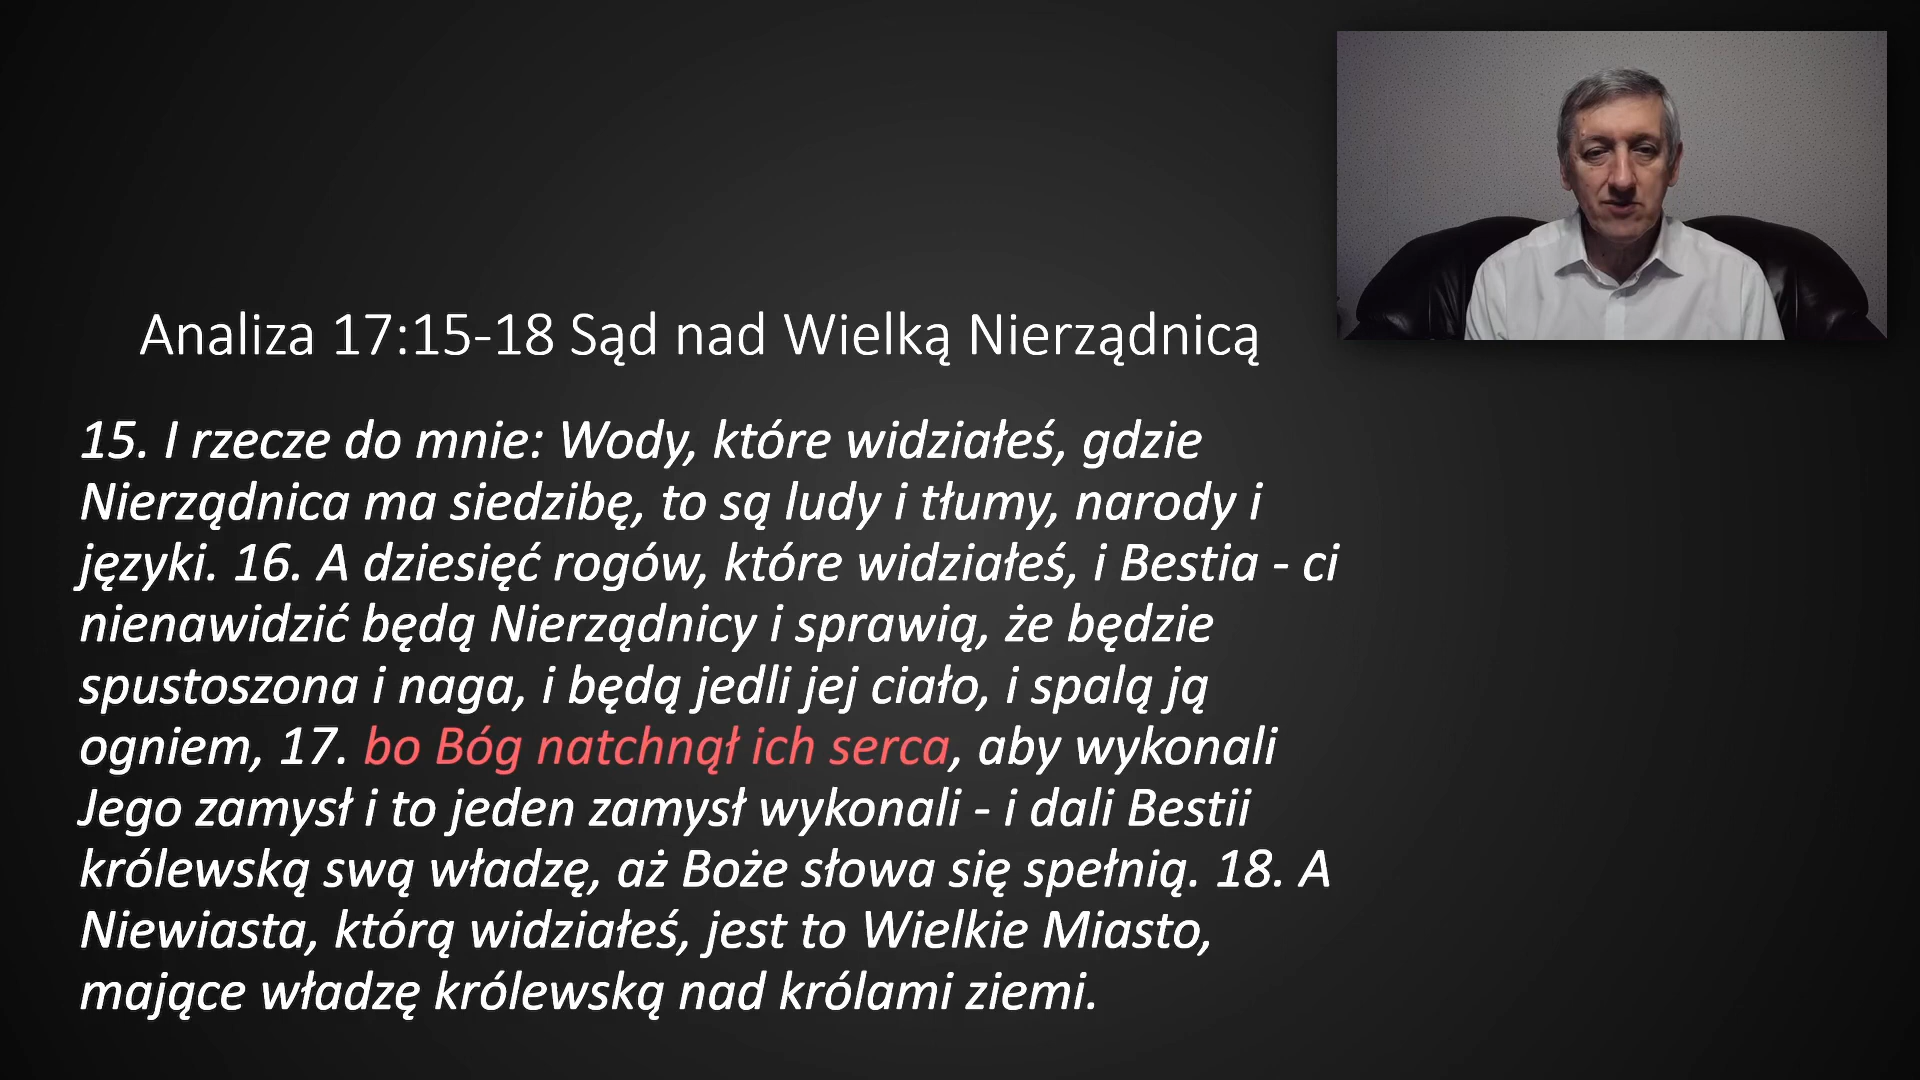 Analiza 17:15-18 Sąd nad Wielką Nierządnicą
15. I rzecze do mnie: Wody, które widziałeś, gdzie
Nierządnica ma siedzibę, to są ludy i tłumy, narody i
języki. 16. A dziesięć rogów, które widziałeś, i Bestia - ci
nienawidzić będą Nierządnicy i sprawią, że będzie
spustoszona i naga, i będą jedli jej ciało, i spalą ją
ogniem, 17. bo Bóg natchnął ich serca, aby wykonali
Jego zamysł i to jeden zamysł wykonali - i dali Bestii
królewską swą władzę, aż Boże słowa się spełnią. 18. A
Niewiasta, którą widziałeś, jest to Wielkie Miasto,
mające władzę królewską nad królami ziemi.